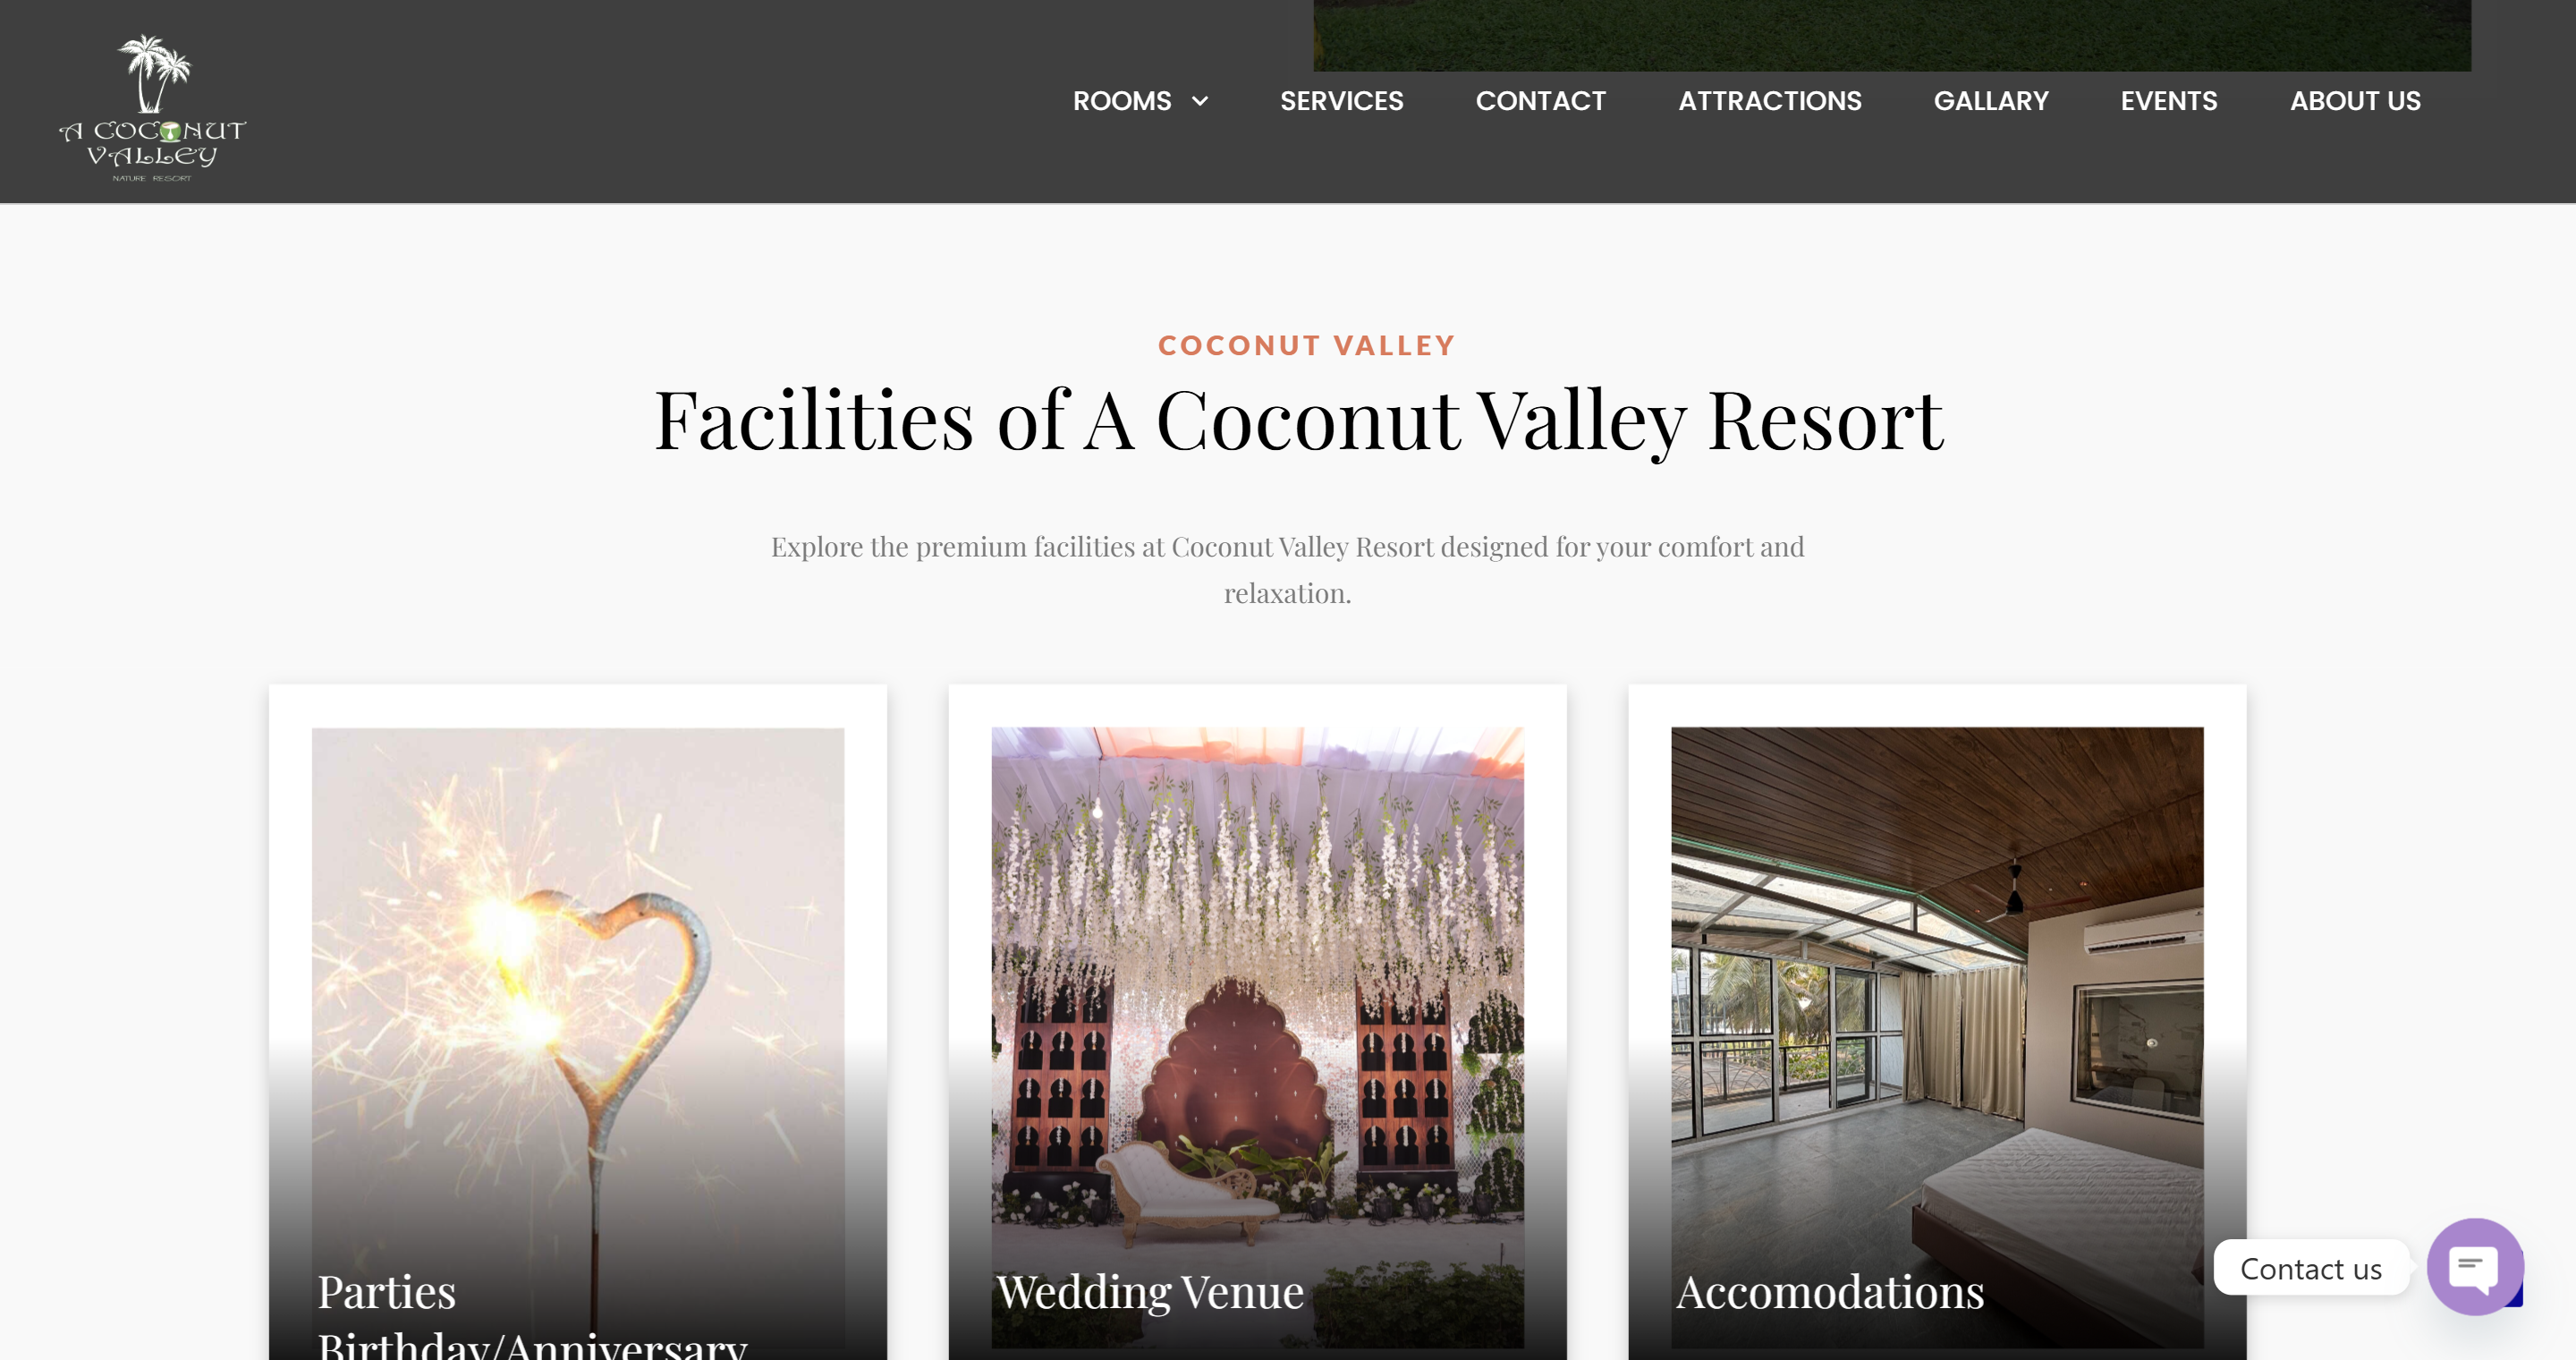 A COCONUT
VALLEY
NATURE RESORT
ROOMS
SERVICES
CONTACT
ATTRACTIONS
GALLARY
EVENTS
ABOUT US
COCONUT VALLEY
Facilities of A Coconut Valley Resort
Explore the premium facilities at Coconut Valley Resort designed for your comfort and
relaxation.
Parties
Birthday/Anniversary
Wedding Venue
Accomodations
Contact us